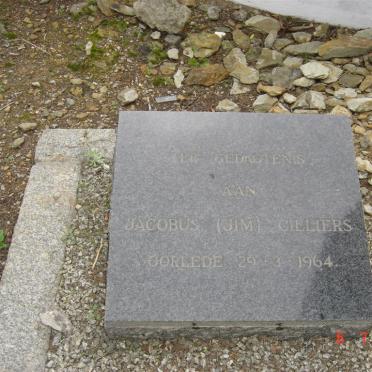 TER GEDAGTENIS
AAN
JACOBUS (JIM) CILLIERS
OORLEDE 29·3·1964.